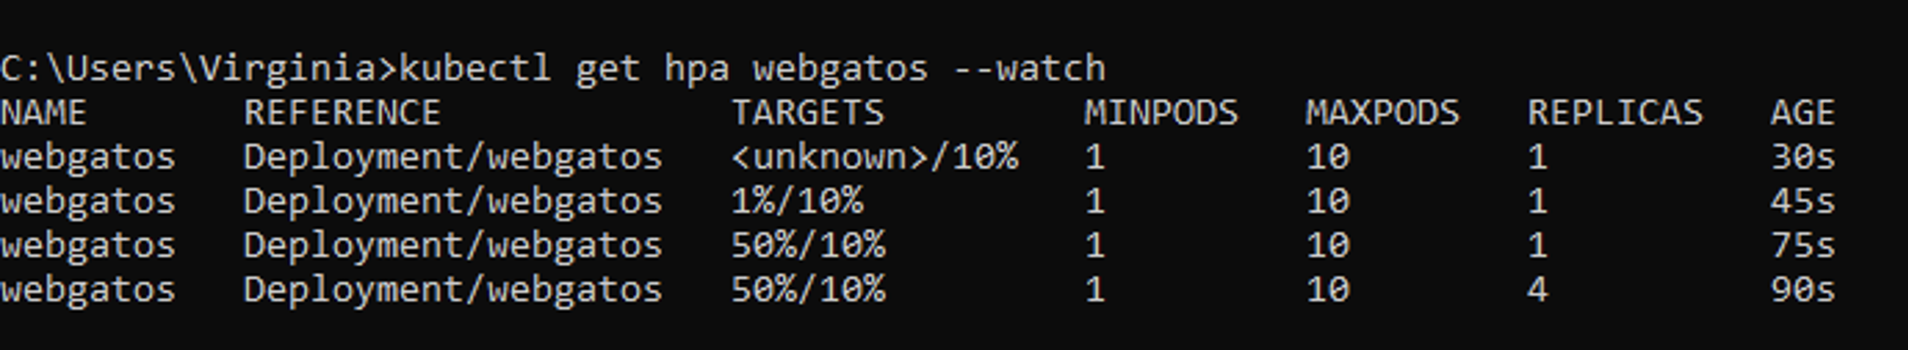 C:\Users\Virginia>kubectl get hpa webgatos --watch
NAME REFERENCE TARGETS MINPODS MAXPODS REPLICAS AGE
webgatos Deployment/webgatos <unknown>/10% 1 10 1 30s
webgatos Deployment/webgatos 1%/10% 1 10 1 45s
webgatos Deployment/webgatos 50%/10% 1 10 1 75s
webgatos Deployment/webgatos 50%/10% 1 10 4 90s